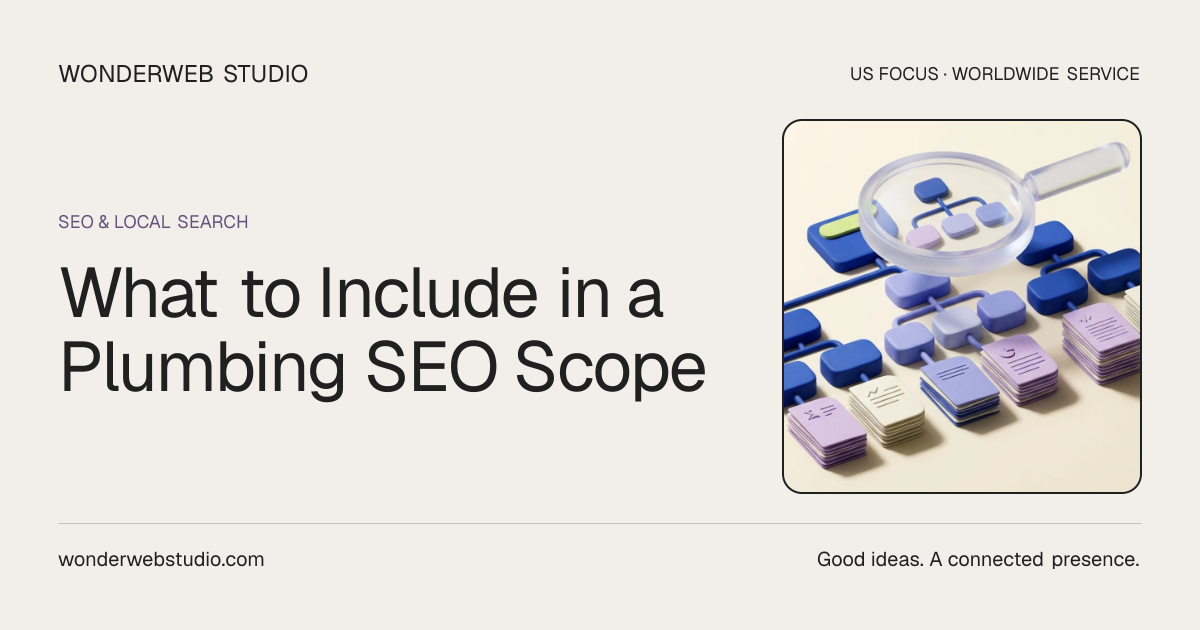 WONDERWEB STUDIO
US FOCUS · WORLDWIDE SERVICE
SEO & LOCAL SEARCH
What to Include in a
Plumbing SEO Scope
wonderwebstudio.com
Good ideas. A connected presence.